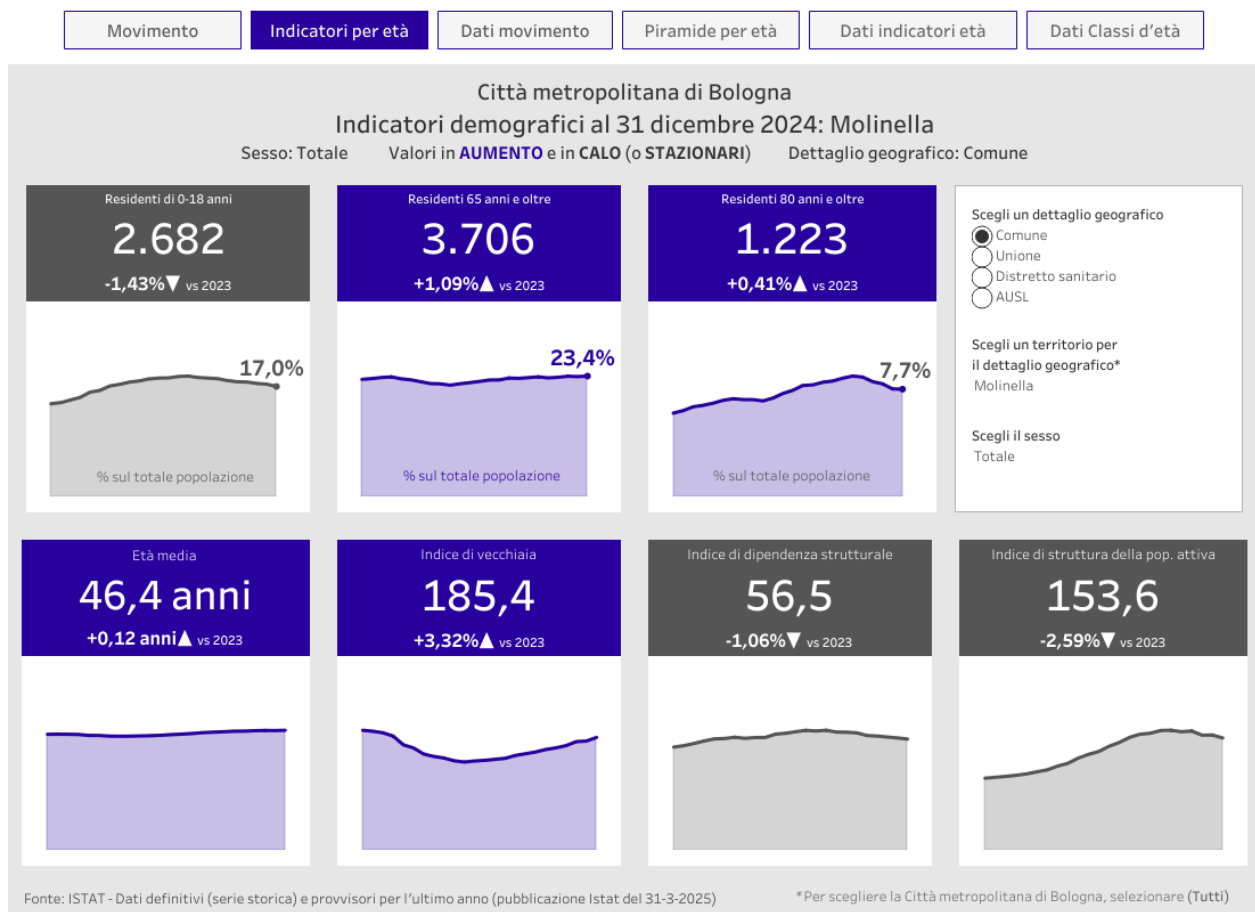 Movimento
Indicatori per età
Dati movimento
Piramide per età
Dati indicatori età
Dati Classi d'età
Città metropolitana di Bologna
Indicatori demografici al 31 dicembre 2024: Molinella
Sesso: Totale Valori in AUMENTO e in CALO (o STAZIONARI) Dettaglio geografico: Comune
Residenti di 0-18 anni
2.682
-1,43%▼ vs 2023
17,0%
% sul totale popolazione
Residenti 65 anni e oltre
3.706
+1,09%▲ vs 2023
23,4%
% sul totale popolazione
Residenti 80 anni e oltre
1.223
+0,41%▲ vs 2023
7,7%
% sul totale popolazione
Scegli un dettaglio geografico
Comune
Unione
Distretto sanitario
AUSL
Scegli un territorio per
il dettaglio geografico*
Molinella
Scegli il sesso
Totale
Età media
46,4 anni
+0,12 anni▲ vs 2023
Indice di vecchiaia
185,4
+3,32%▲ vs 2023
Indice di dipendenza strutturale
56,5
-1,06%▼ vs 2023
Indice di struttura della pop. attiva
153,6
-2,59%▼ vs 2023
Fonte: ISTAT - Dati definitivi (serie storica) e provvisori per l'ultimo anno (pubblicazione Istat del 31-3-2025)
*Per scegliere la Città metropolitana di Bologna, selezionare (Tutti)